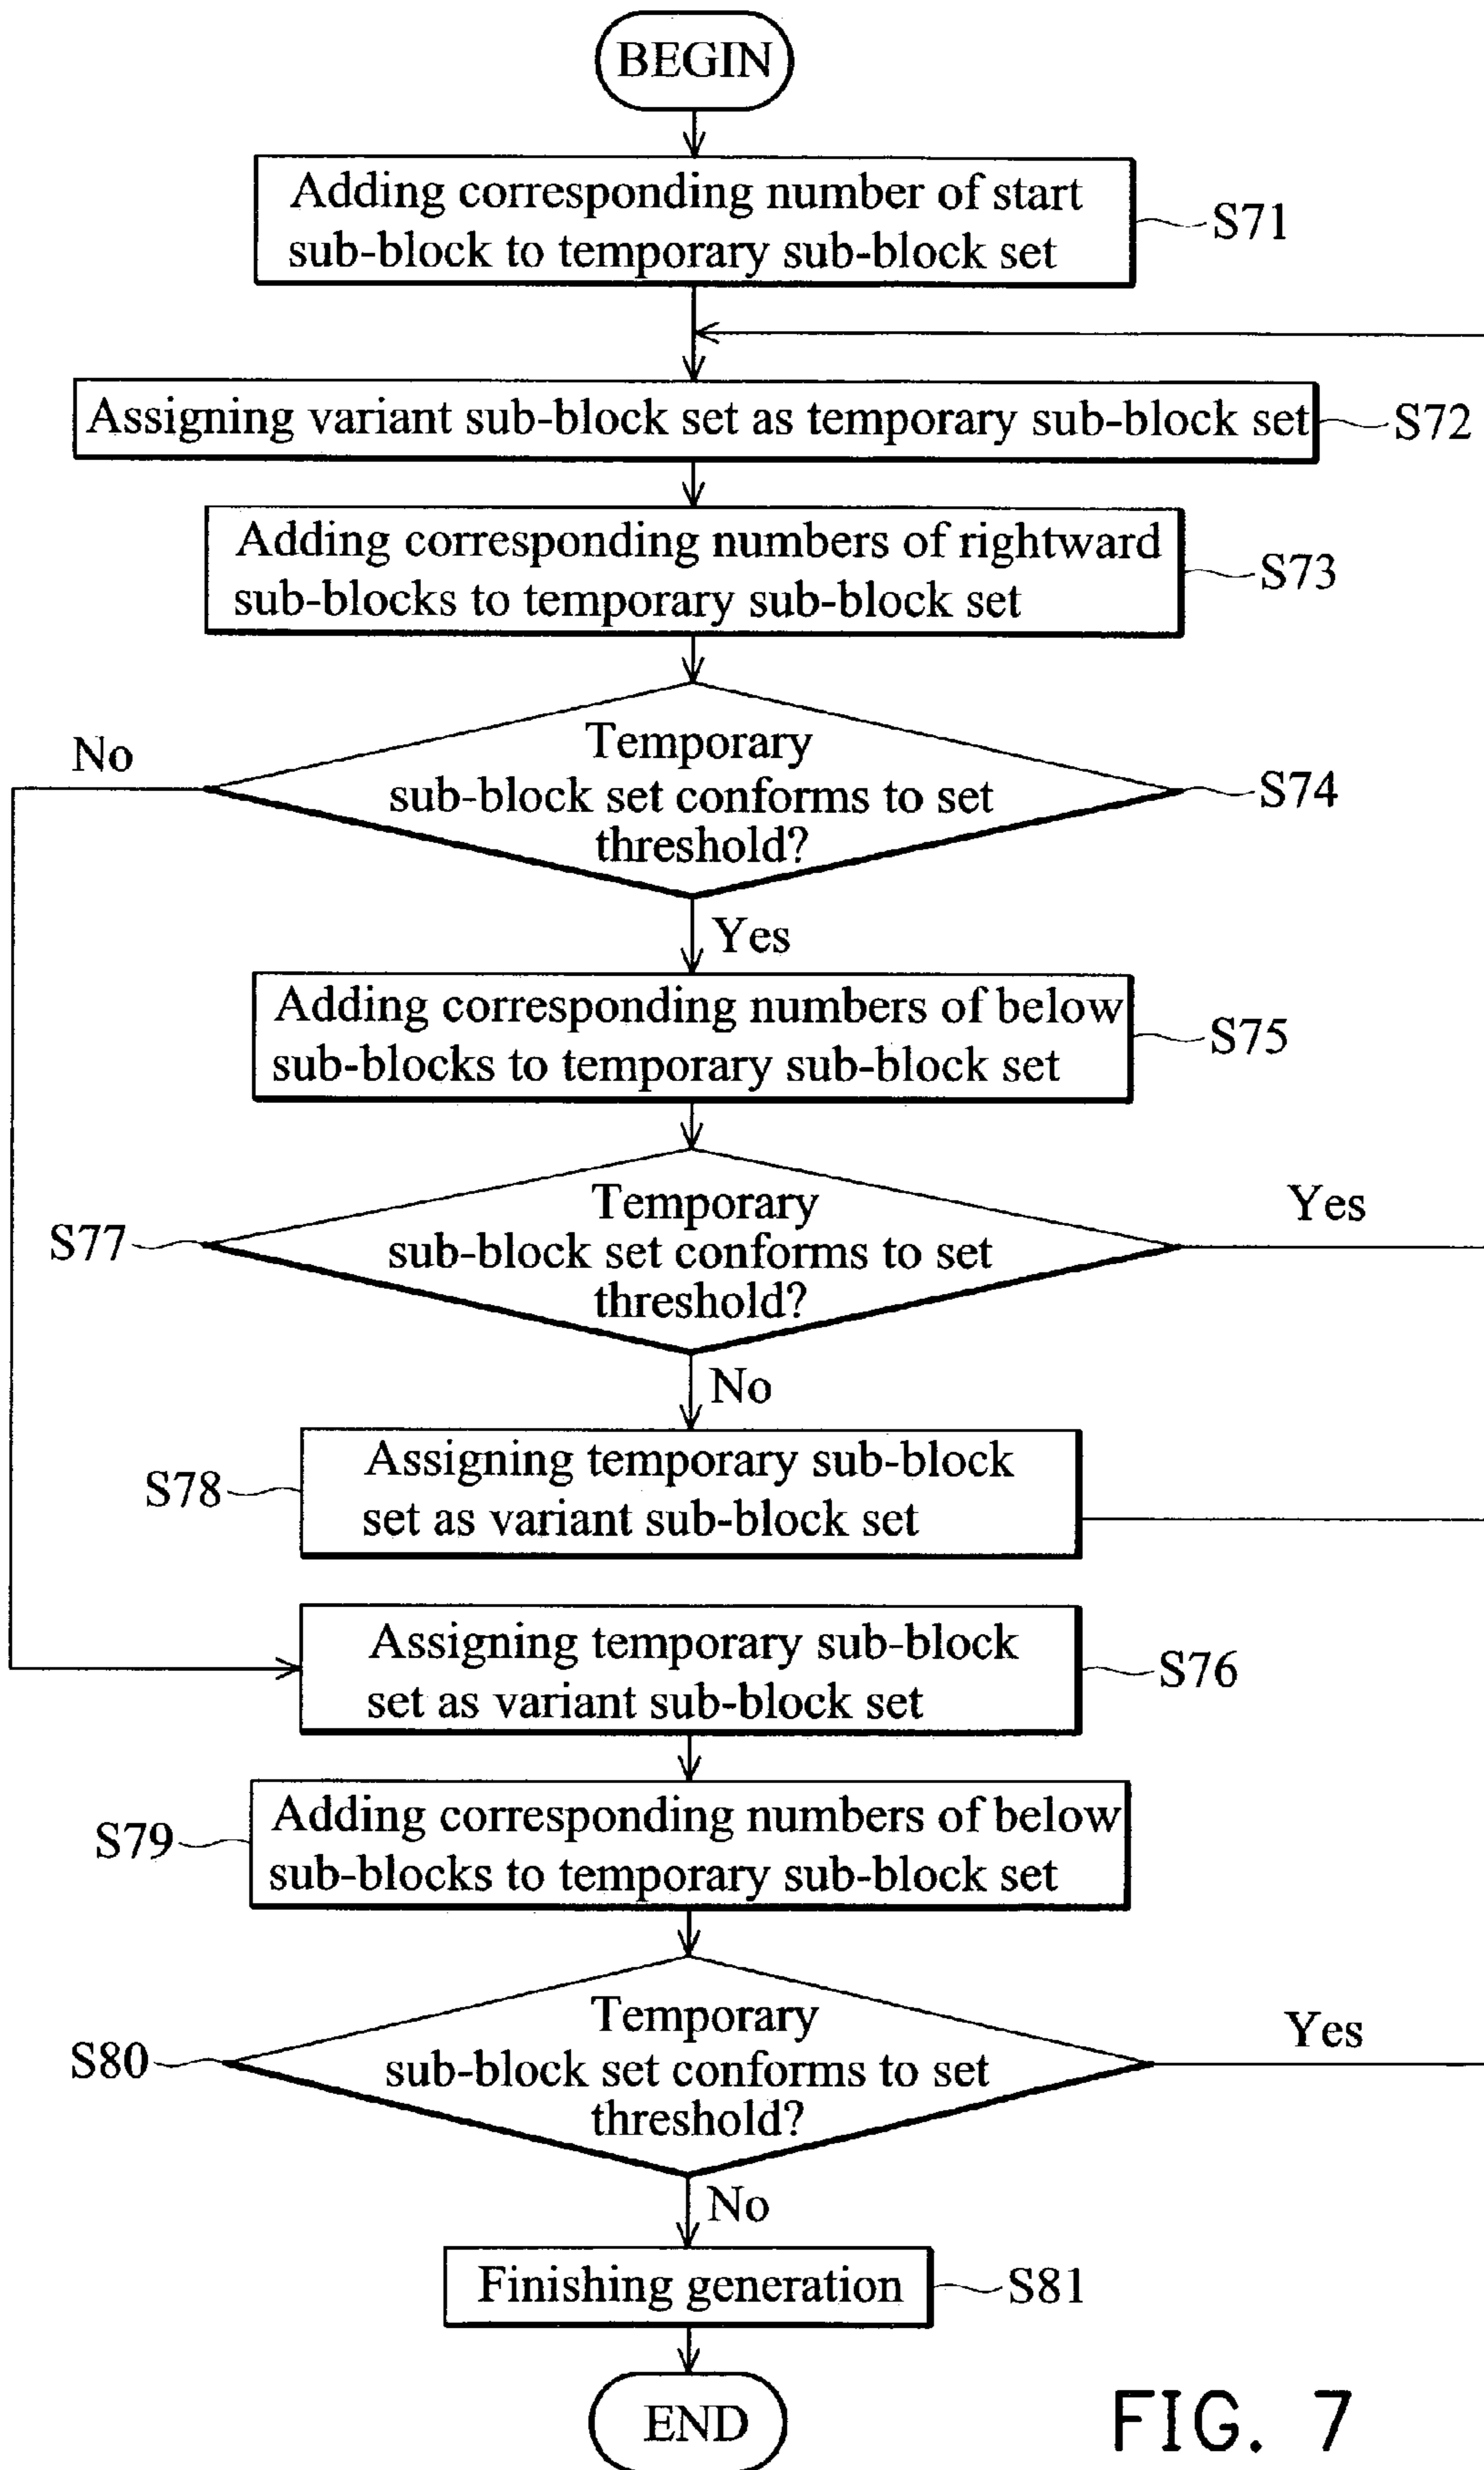 BEGIN
Adding corresponding number of start
sub-block to temporary sub-block set
S71
Assigning variant sub-block set as temporary sub-block set
S72
Adding corresponding numbers of rightward
sub-blocks to temporary sub-block set
S73
No
Temporary
sub-block set conforms to set
threshold?
S74
Yes
Adding corresponding numbers of below
sub-blocks to temporary sub-block set
S75
S77
Temporary
sub-block set conforms to set
threshold?
Yes
No
S78
Assigning temporary sub-block
set as variant sub-block set
Assigning temporary sub-block
set as variant sub-block set
S76
S79
Adding corresponding numbers of below
sub-blocks to temporary sub-block set
S80
Temporary
sub-block set conforms to set
threshold?
Yes
No
Finishing generation
S81
END
FIG. 7